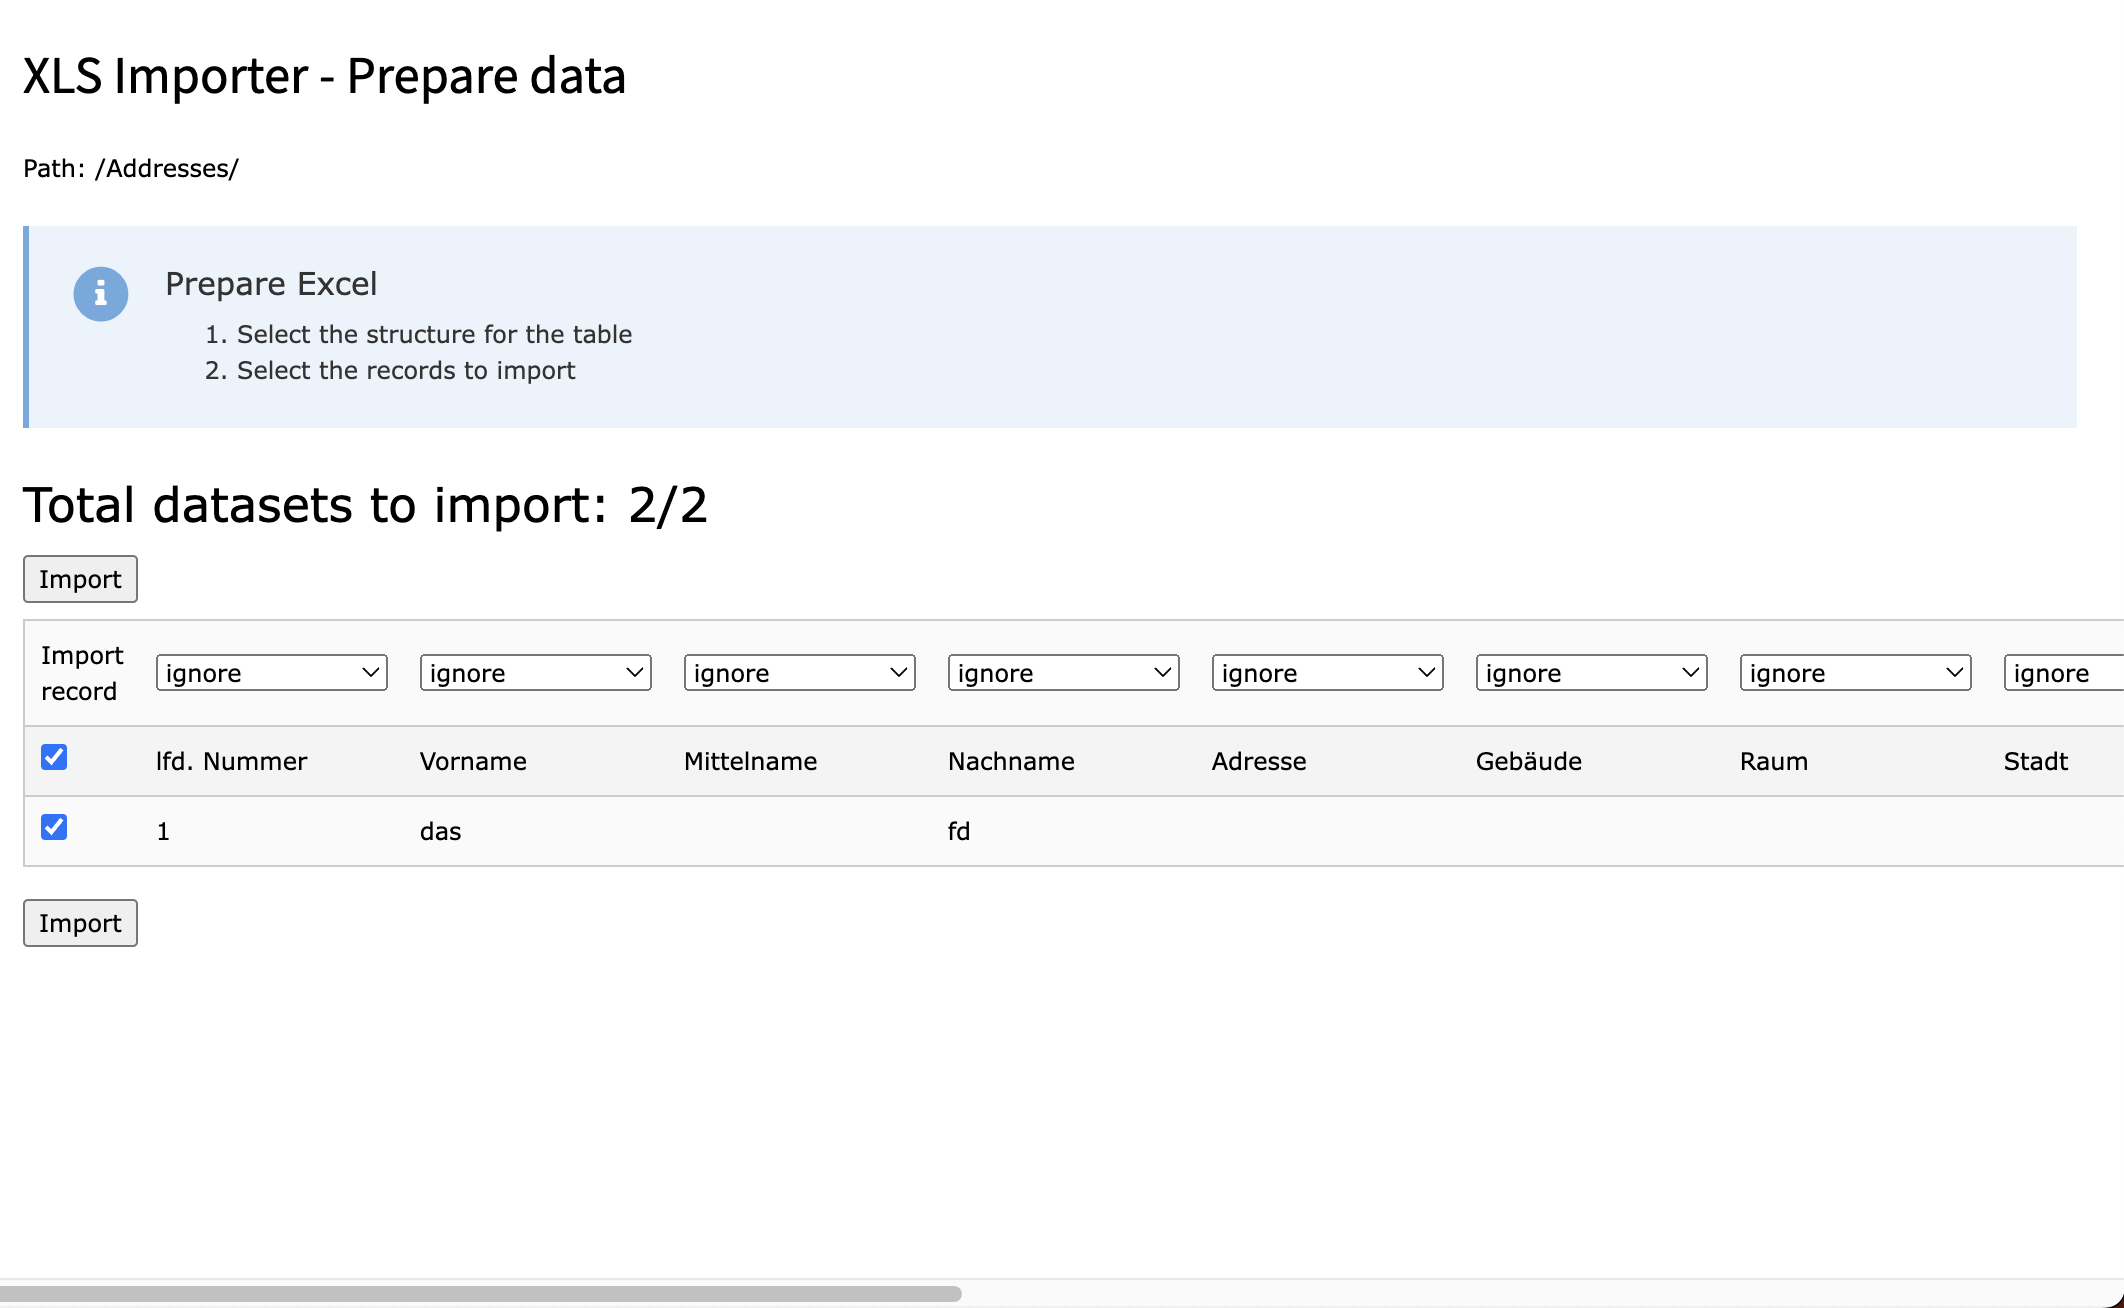 XLS Importer - Prepare data
Path: /Addresses/
Prepare Excel
1. Select the structure for the table
2. Select the records to import
Total datasets to import: 2/2
Import
Import record ignore ignore ignore ignore ignore ignore ignore ignore
lfd. Nummer Vorname Mittelname Nachname Adresse Gebäude Raum Stadt
1 das fd
Import